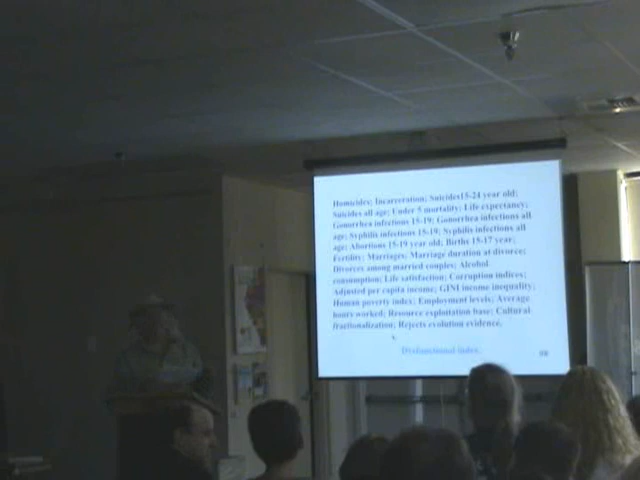 Homicides; Incarceration; Suicides15-24 year old;
Suicides all age; Under 5 mortality; Life expectancy;
Gonorrhea infections 15-19; Gonorrhea infections all
age; Syphilis infections 15-19; Syphilis infections all
age; Abortions 15-19 year old; Births 15-17 year;
Fertility; Marriages; Marriage duration at divorce;
Divorces among married couples; Alcohol
consumption; Life satisfaction; Corruption indices;
Adjusted per capita income; GINI income inequality;
Human poverty index; Employment levels; Average
hours worked; Resource exploitation base; Cultural
fractionalization; Rejects evolution evidence.
Dysfunctional index.